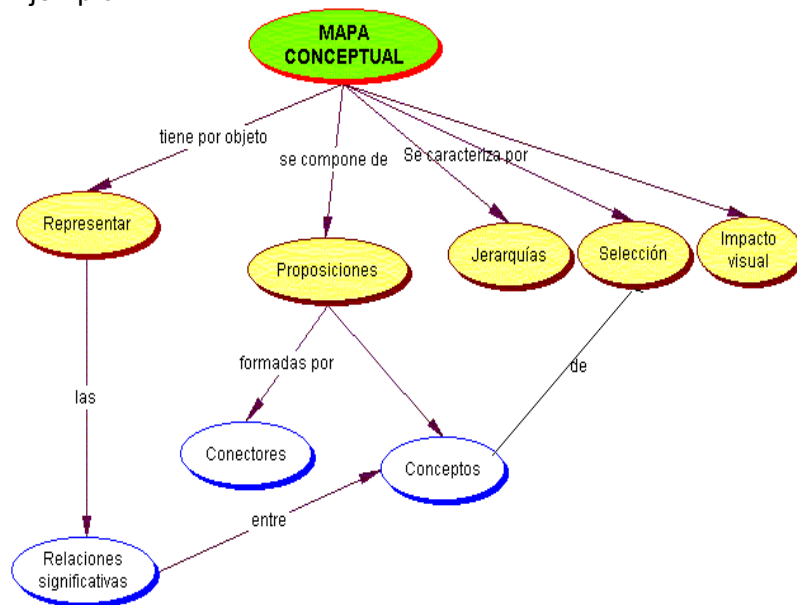 MAPA
CONCEPTUAL
tiene por objeto
se compone de
Se caracteriza por
Representar
Proposiciones
Jerarquías
Selección
Impacto
visual
formadas por
de
las
Conectores
Conceptos
entre
Relaciones
significativas